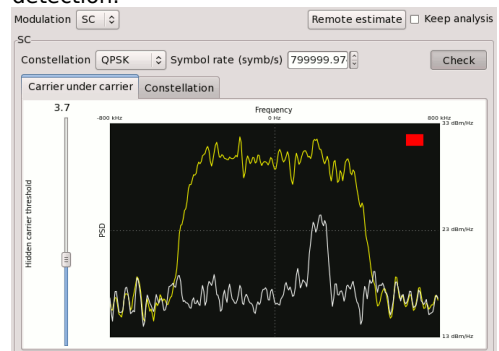 detection.
Modulation SC Remote estimate Keep analysis
SC
Constellation QPSK Symbol rate (symb/s) 799999.97
Check
Carrier under carrier Constellation
3.7
Frequency
-800 kHz 0 Hz 800 kHz
33 dBm/Hz
Hidden carrier threshold
PSD
23 dBm/Hz
13 dBm/Hz